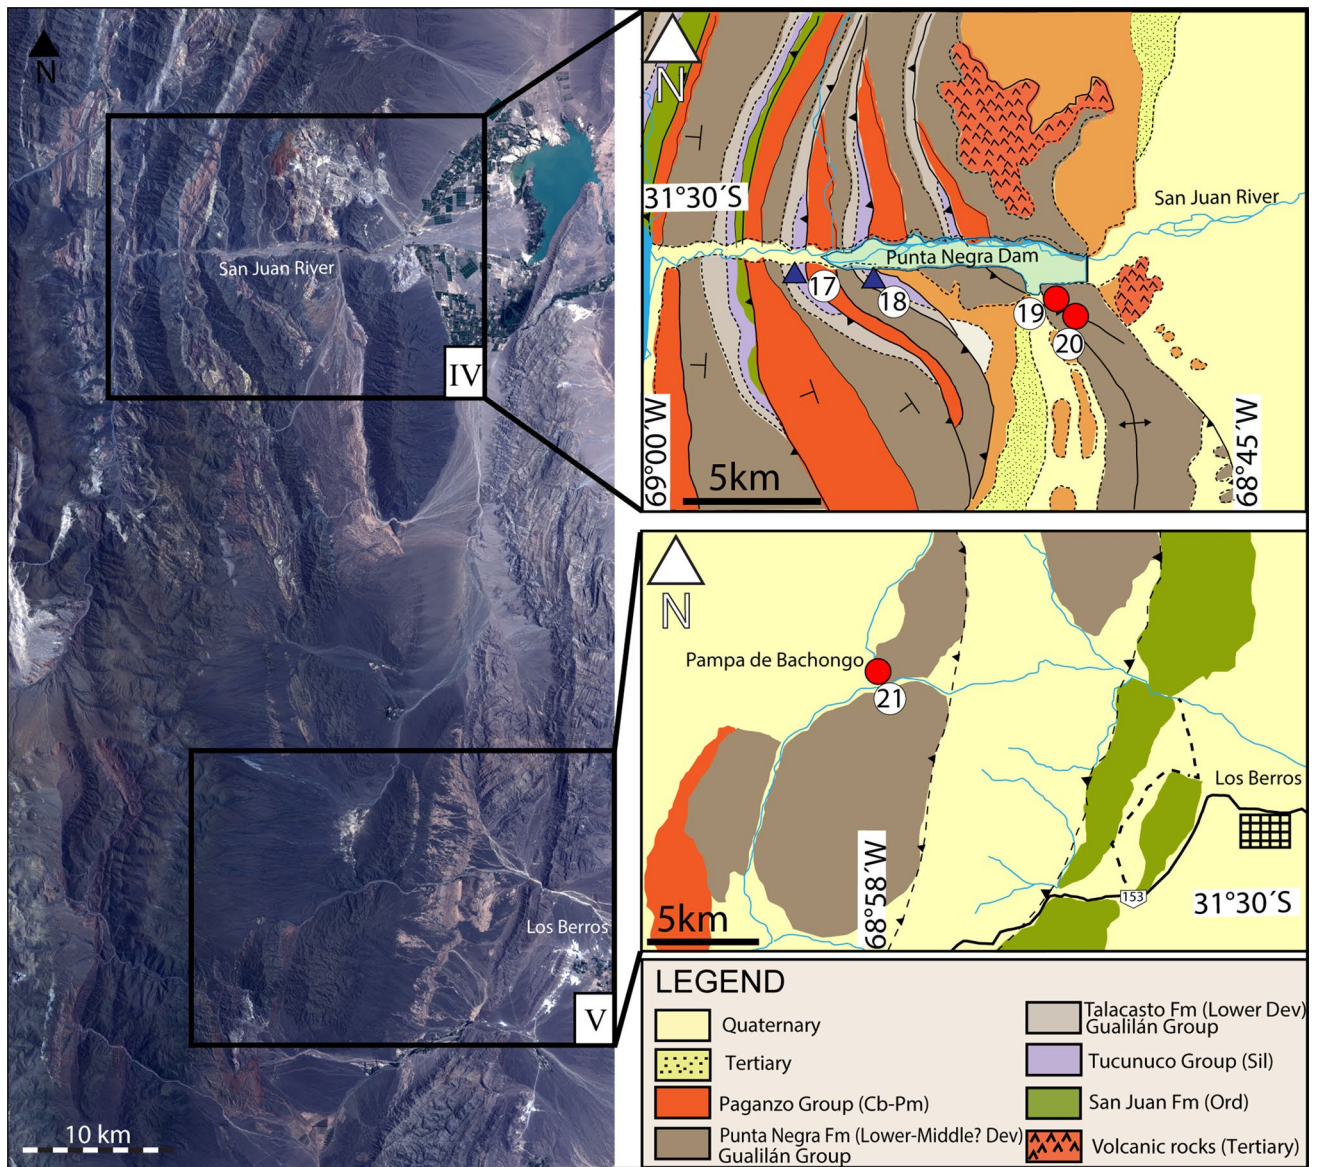 N
San Juan River
IV
Los Berros
V
10 km
N
31°30´S
San Juan River
Punta Negra Dam
17
18
19
20
69°00´W
68°45´W
5km
N
Pampa de Bachongo
21
Los Berros
68°58´W
153
31°30´S
5km
LEGEND
Quaternary
Tertiary
Paganzo Group (Cb-Pm)
Punta Negra Fm (Lower-Middle? Dev)
Gualilán Group
Talacasto Fm (Lower Dev)
Gualilán Group
Tucunuco Group (Sil)
San Juan Fm (Ord)
Volcanic rocks (Tertiary)